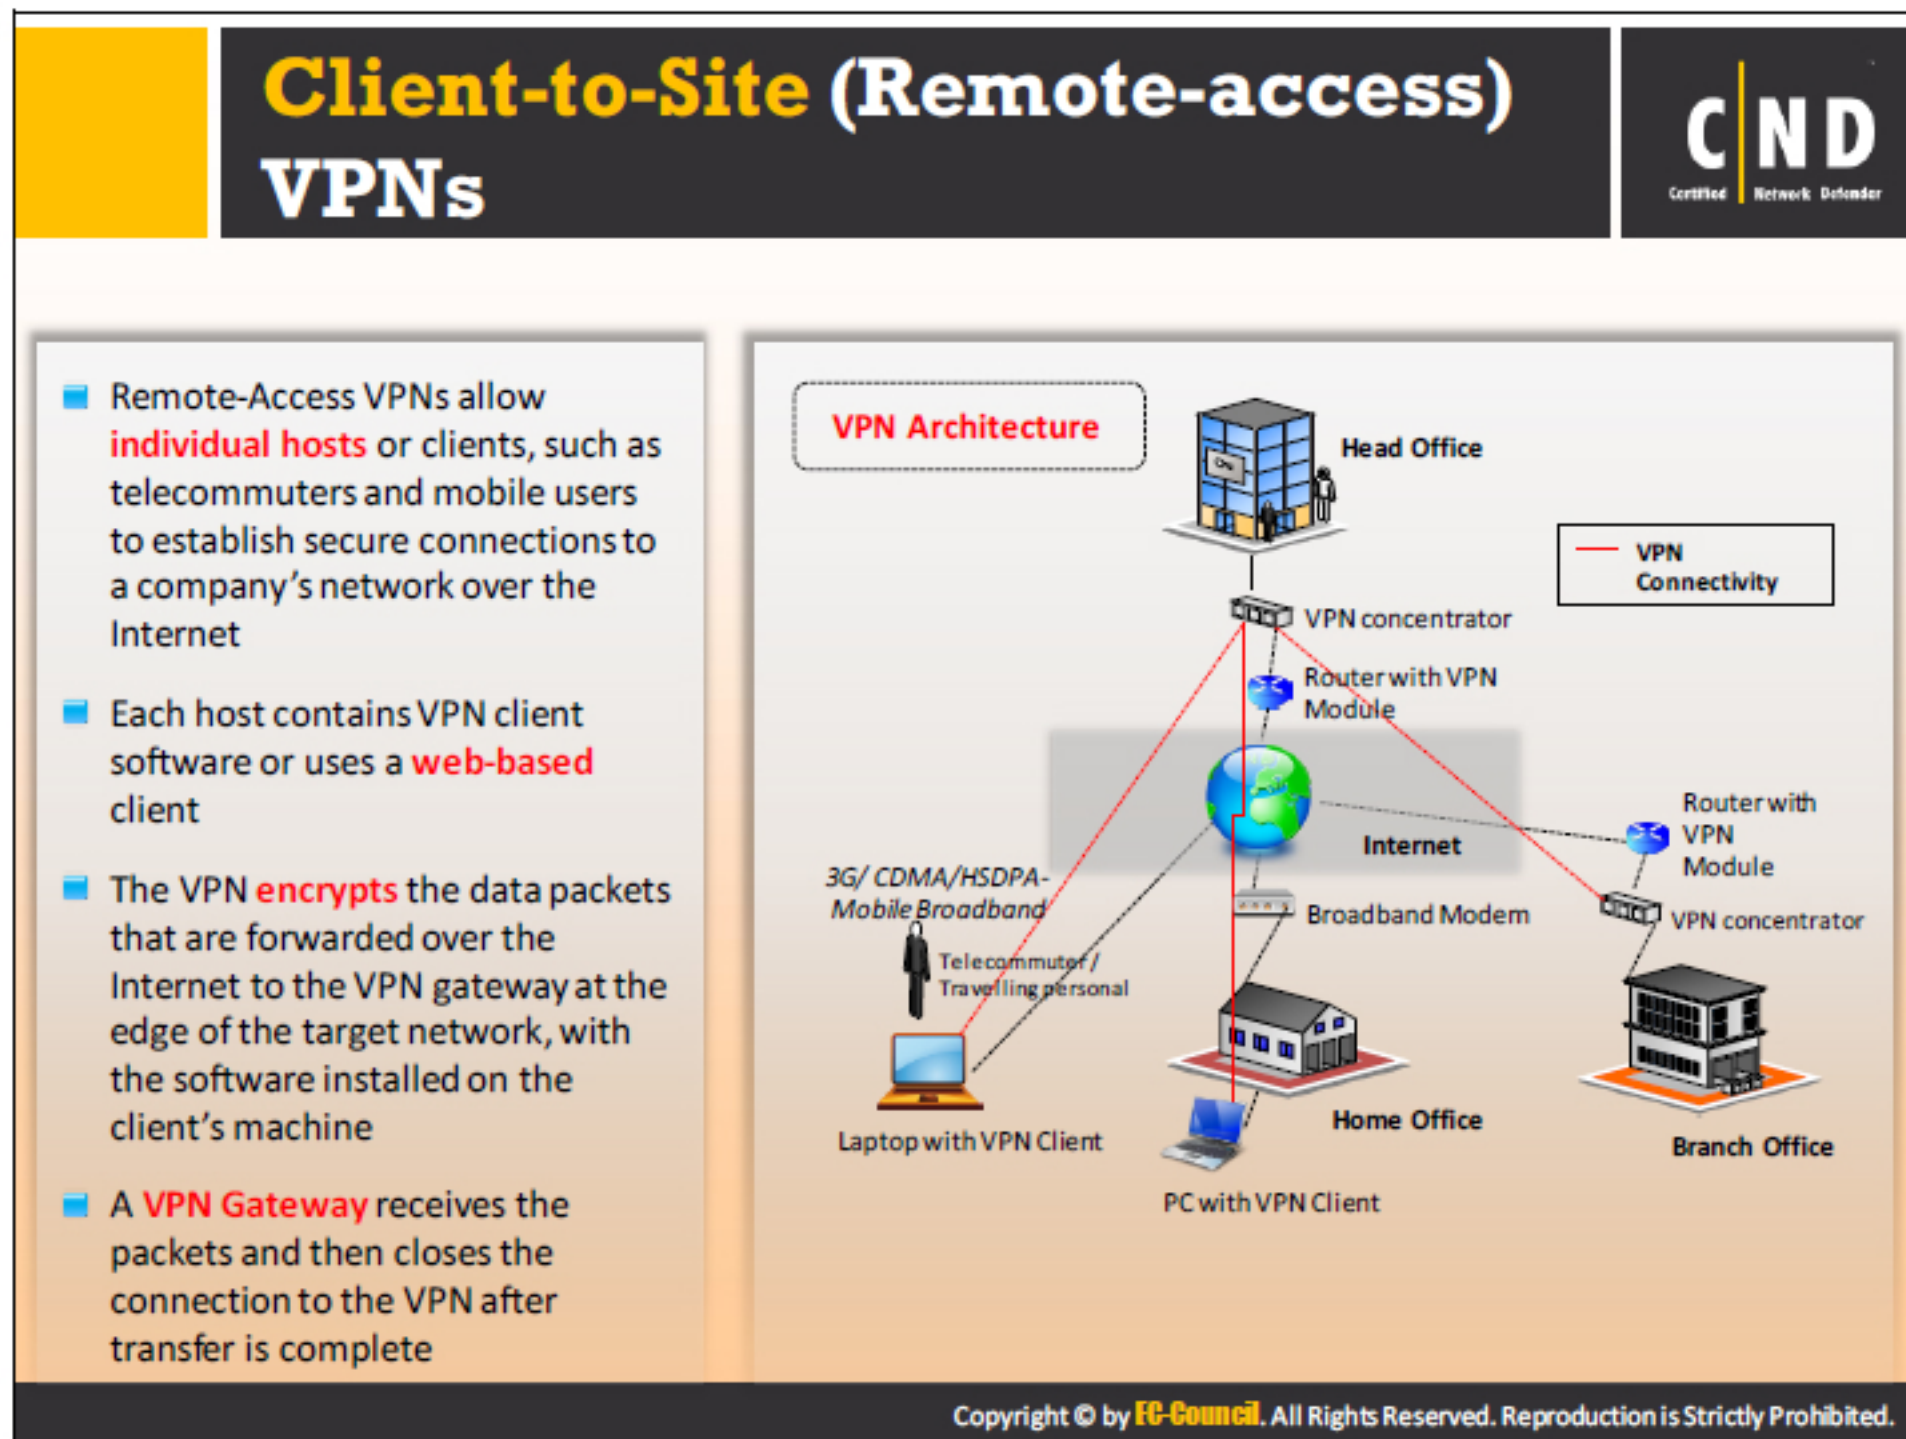 Client-to-Site (Remote-access)
VPNs
C N D
Certified Network Defender
Remote-Access VPNs allow
individual hosts or clients, such as
telecommuters and mobile users
to establish secure connections to
a company's network over the
Internet
Each host contains VPN client
software or uses a web-based
client
The VPN encrypts the data packets
that are forwarded over the
Internet to the VPN gateway at the
edge of the target network, with
the software installed on the
client's machine
A VPN Gateway receives the
packets and then closes the
connection to the VPN after
transfer is complete
VPN Architecture
Head Office
VPN
Connectivity
VPN concentrator
Router with VPN
Module
Internet
Router with
VPN
Module
3G/ CDMA/HSDPA-
Mobile Broadband
Broadband Modem
VPN concentrator
Telecommuter /
Travelling personal
Laptop with VPN Client
Home Office
Branch Office
PC with VPN Client
Copyright © by EC-Council. All Rights Reserved. Reproduction is Strictly Prohibited.